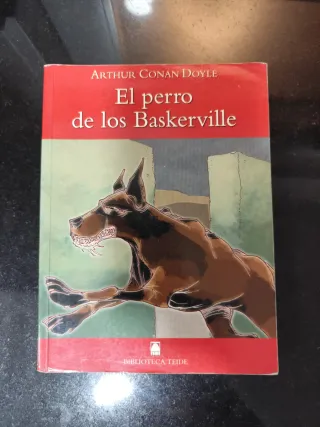 ARTHUR CONAN DOYLE
El perro
de los Baskerville
BIBLIOTECA TEIDE